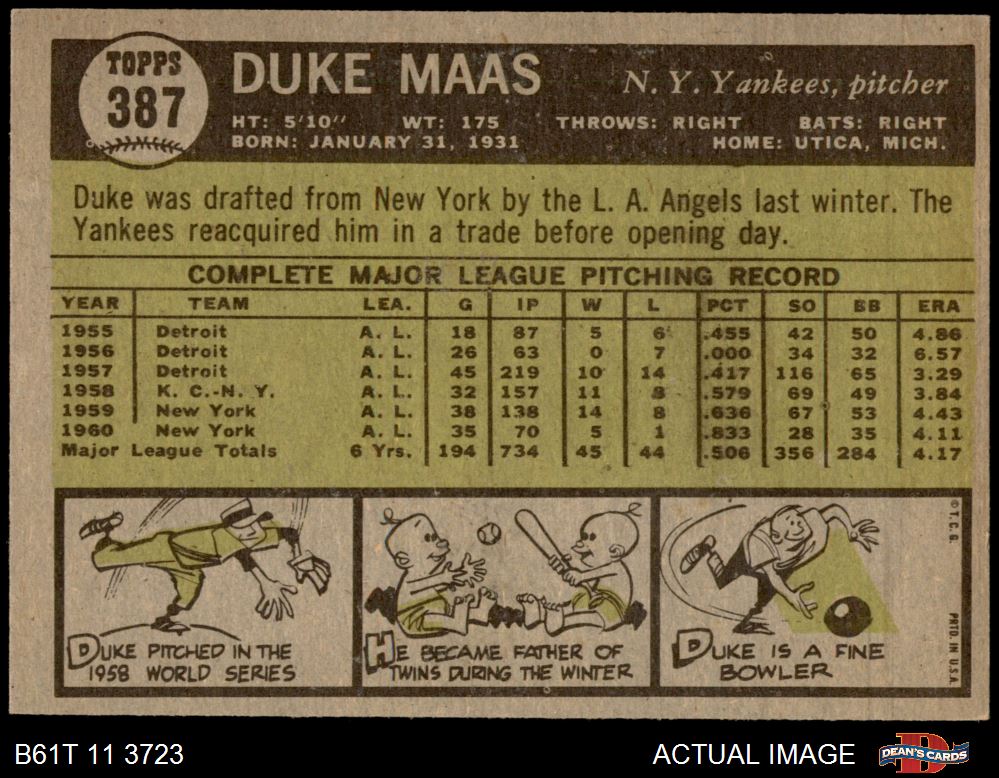 TOPPS
387
DUKE MAAS
N. Y. Yankees, pitcher
HT: 5'10" WT: 175 THROWS: RIGHT BATS: RIGHT
BORN: JANUARY 31, 1931 HOME: UTICA, MICH.
Duke was drafted from New York by the L. A. Angels last winter. The
Yankees reacquired him in a trade before opening day.
COMPLETE MAJOR LEAGUE PITCHING RECORD
YEAR TEAM LEA. G IP W L PCT SO BB ERA
1955 Detroit A. L. 18 87 5 6 .455 42 50 4.86
1956 Detroit A. L. 26 63 0 7 .000 34 32 6.57
1957 Detroit A. L. 45 219 10 14 .417 116 65 3.29
1958 K. C.-N. Y. A. L. 32 157 11 8 .579 69 49 3.84
1959 New York A. L. 38 138 14 8 .636 67 53 4.43
1960 New York A. L. 35 70 5 1 .833 28 35 4.11
Major League Totals 6 Yrs. 194 734 45 44 .506 356 284 4.17
DUKE PITCHED IN THE
1958 WORLD SERIES
HE BECAME FATHER OF
TWINS DURING THE WINTER
DUKE IS A FINE
BOWLER
© T. C. G. PRTD. IN U.S.A.
B61T 11 3723
ACTUAL IMAGE
DEAN'S CARDS